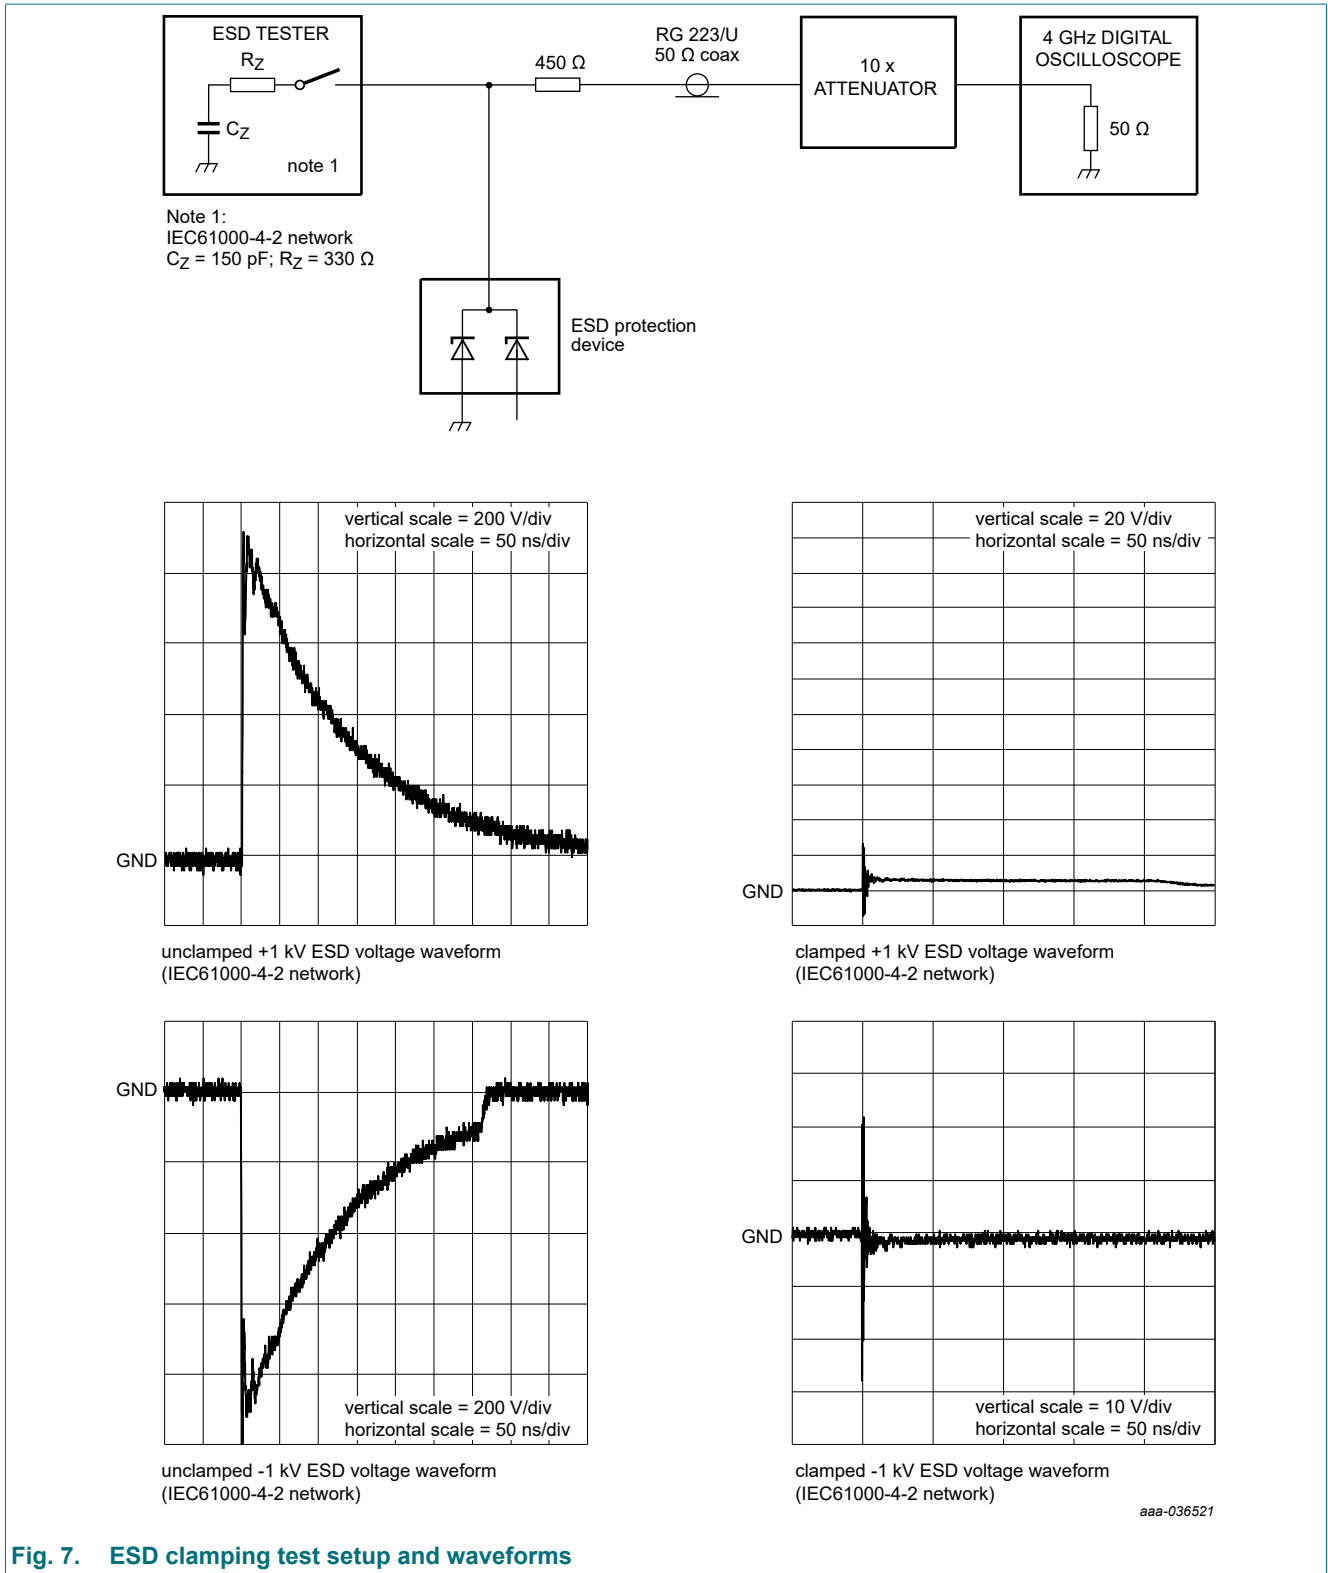 ESD TESTER
RZ
CZ
note 1
450 Ω
RG 223/U
50 Ω coax
10 x
ATTENUATOR
4 GHz DIGITAL
OSCILLOSCOPE
50 Ω
Note 1:
IEC61000-4-2 network
CZ = 150 pF; RZ = 330 Ω
ESD protection
device
vertical scale = 200 V/div
horizontal scale = 50 ns/div
GND
unclamped +1 kV ESD voltage waveform
(IEC61000-4-2 network)
vertical scale = 20 V/div
horizontal scale = 50 ns/div
GND
clamped +1 kV ESD voltage waveform
(IEC61000-4-2 network)
GND
vertical scale = 200 V/div
horizontal scale = 50 ns/div
unclamped -1 kV ESD voltage waveform
(IEC61000-4-2 network)
GND
vertical scale = 10 V/div
horizontal scale = 50 ns/div
clamped -1 kV ESD voltage waveform
(IEC61000-4-2 network)
aaa-036521
Fig. 7. ESD clamping test setup and waveforms